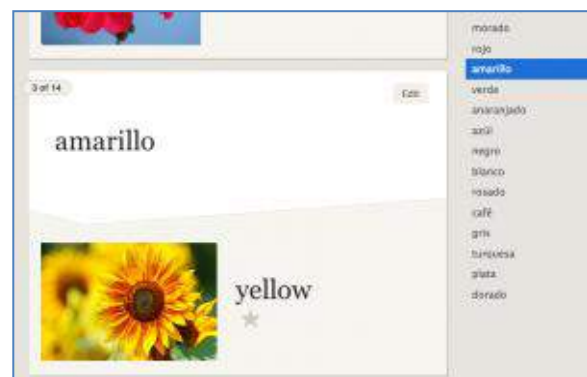 3 of 14
Edit
amarillo
yellow
morado
rojo
amarillo
verde
anaranjado
azúl
negro
blanco
rosado
café
gris
turquesa
plata
dorado